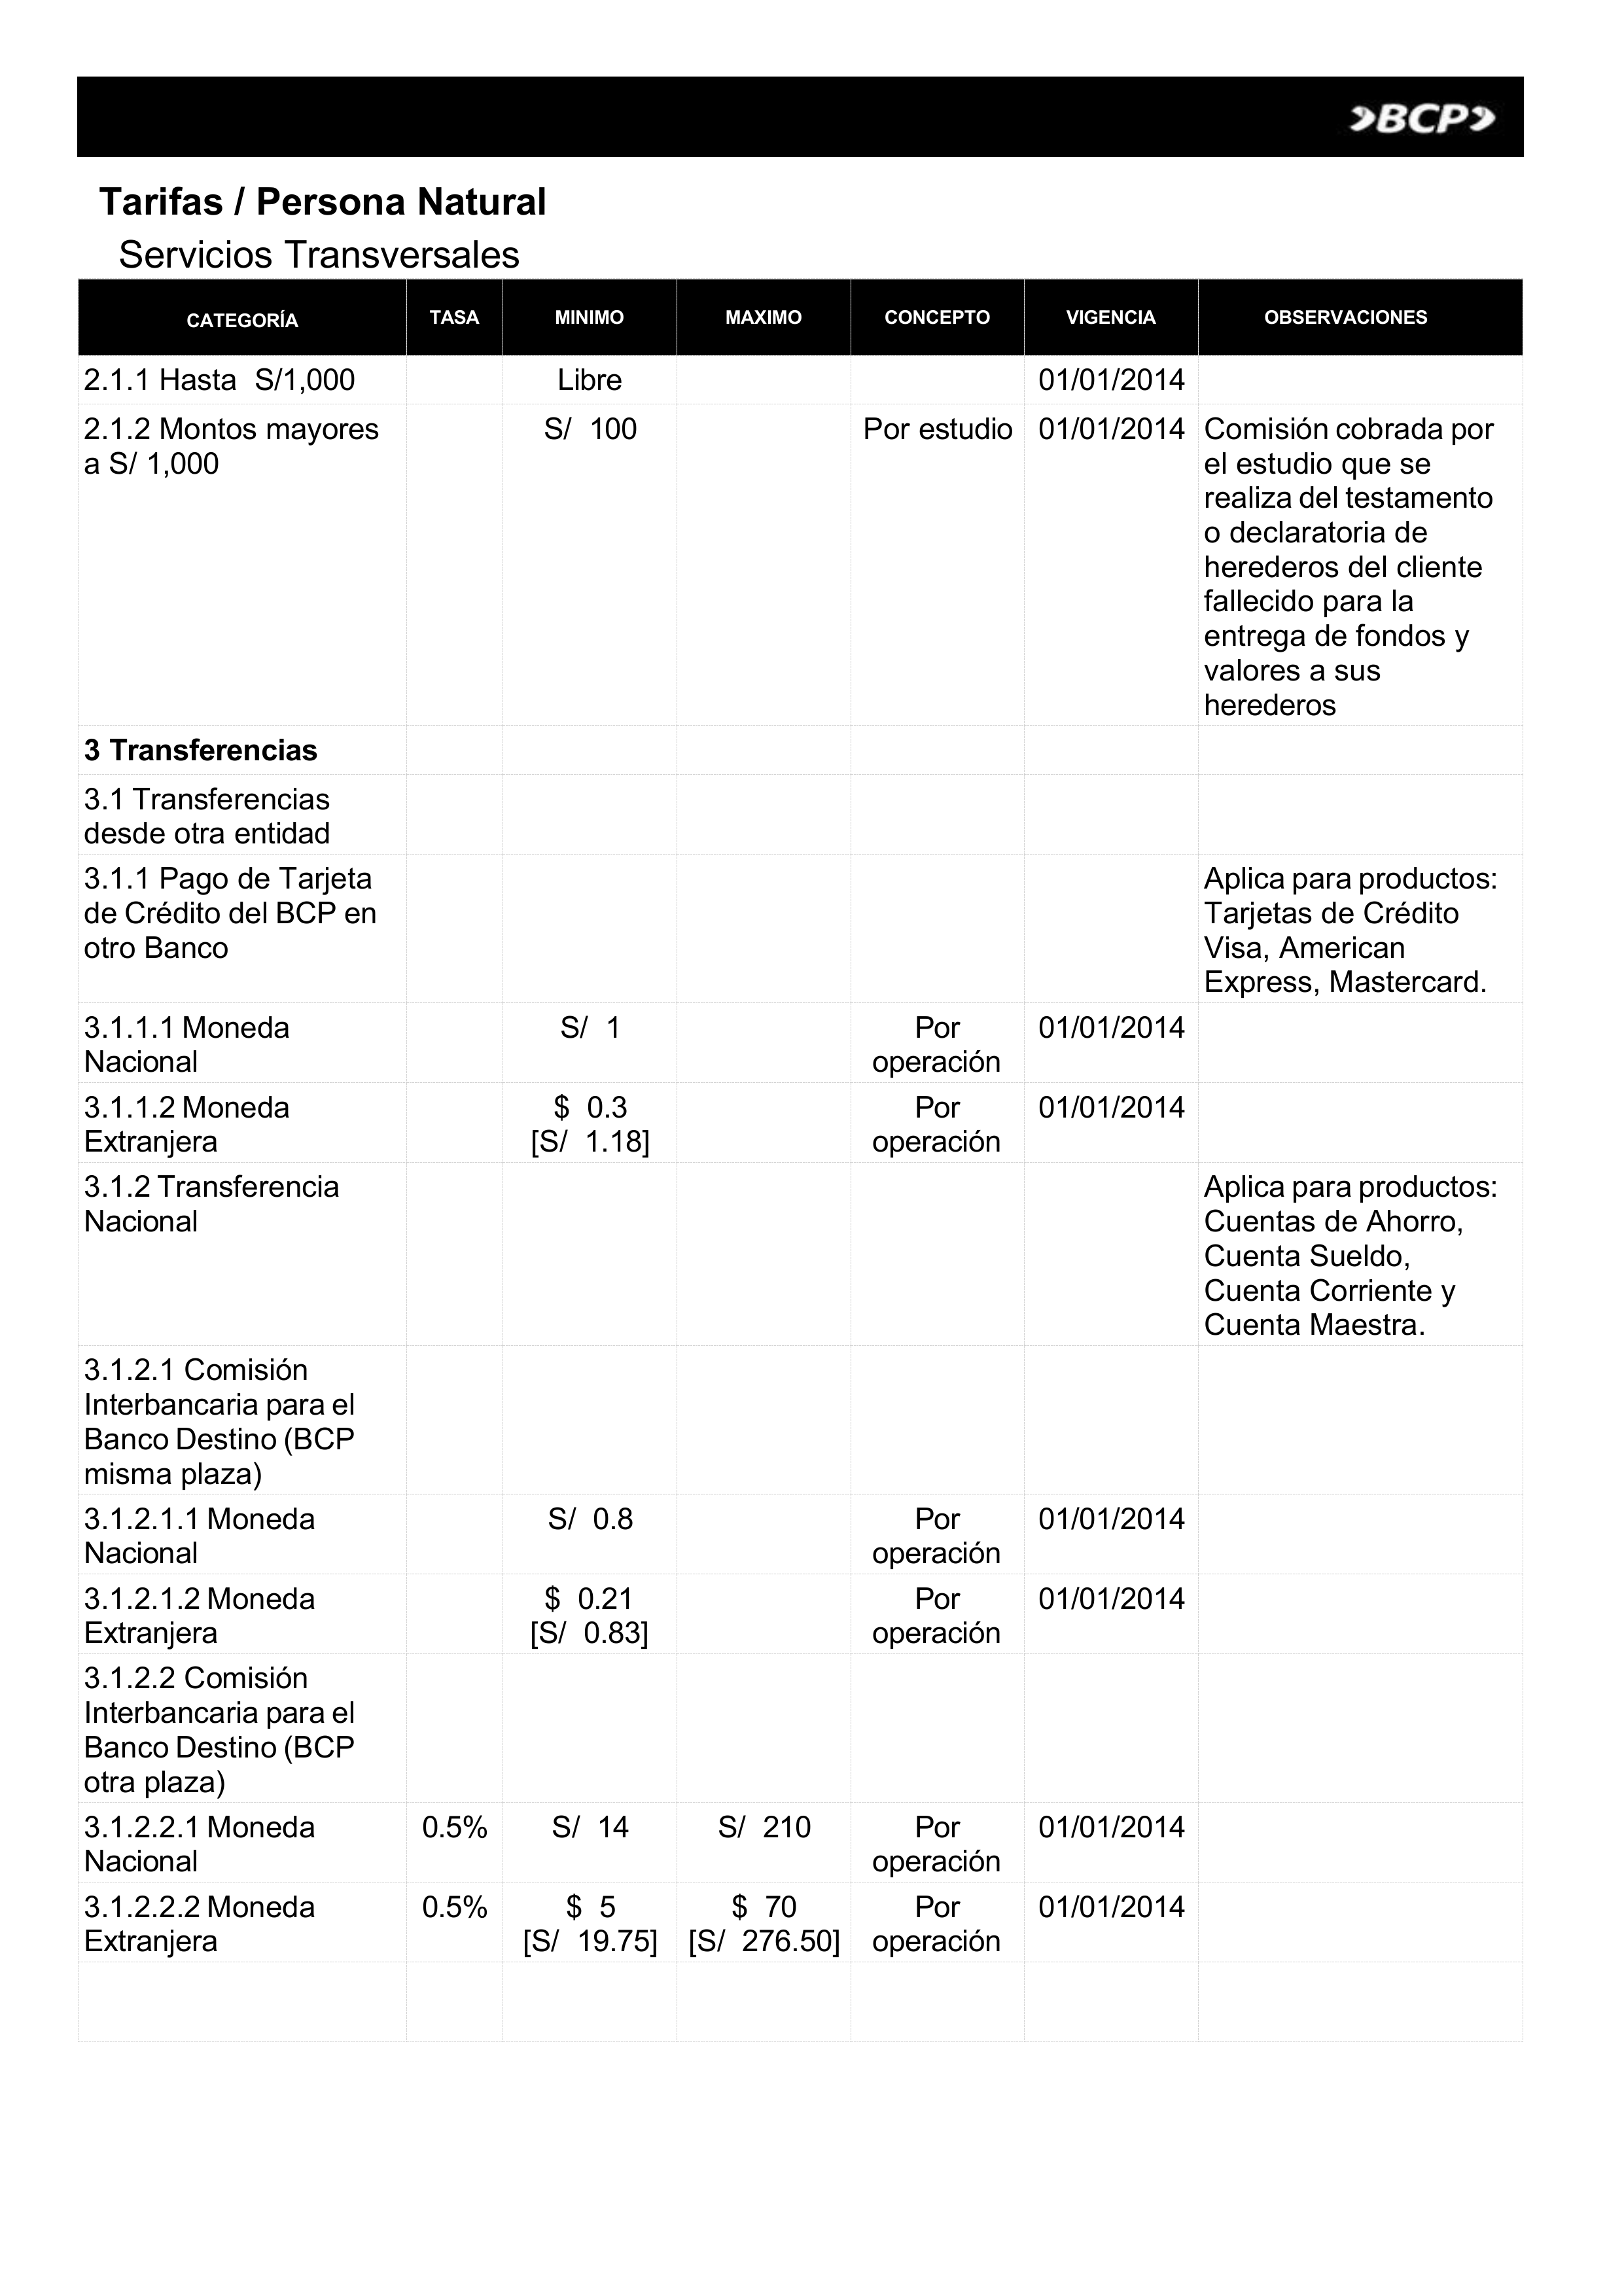 BCP
Tarifas / Persona Natural
Servicios Transversales
CATEGORÍA TASA MINIMO MAXIMO CONCEPTO VIGENCIA OBSERVACIONES
2.1.1 Hasta S/1,000 Libre 01/01/2014
2.1.2 Montos mayores S/ 100 Por estudio 01/01/2014 Comisión cobrada por
a S/ 1,000 el estudio que se
realiza del testamento
o declaratoria de
herederos del cliente
fallecido para la
entrega de fondos y
valores a sus
herederos
3 Transferencias
3.1 Transferencias
desde otra entidad
3.1.1 Pago de Tarjeta Aplica para productos:
de Crédito del BCP en Tarjetas de Crédito
otro Banco Visa, American
Express, Mastercard.
3.1.1.1 Moneda S/ 1 Por 01/01/2014
Nacional operación
3.1.1.2 Moneda $ 0.3 Por 01/01/2014
Extranjera [S/ 1.18] operación
3.1.2 Transferencia Aplica para productos:
Nacional Cuentas de Ahorro,
Cuenta Sueldo,
Cuenta Corriente y
Cuenta Maestra.
3.1.2.1 Comisión
Interbancaria para el
Banco Destino (BCP
misma plaza)
3.1.2.1.1 Moneda S/ 0.8 Por 01/01/2014
Nacional operación
3.1.2.1.2 Moneda $ 0.21 Por 01/01/2014
Extranjera [S/ 0.83] operación
3.1.2.2 Comisión
Interbancaria para el
Banco Destino (BCP
otra plaza)
3.1.2.2.1 Moneda 0.5% S/ 14 S/ 210 Por 01/01/2014
Nacional operación
3.1.2.2.2 Moneda 0.5% $ 5 $ 70 Por 01/01/2014
Extranjera [S/ 19.75] [S/ 276.50] operación